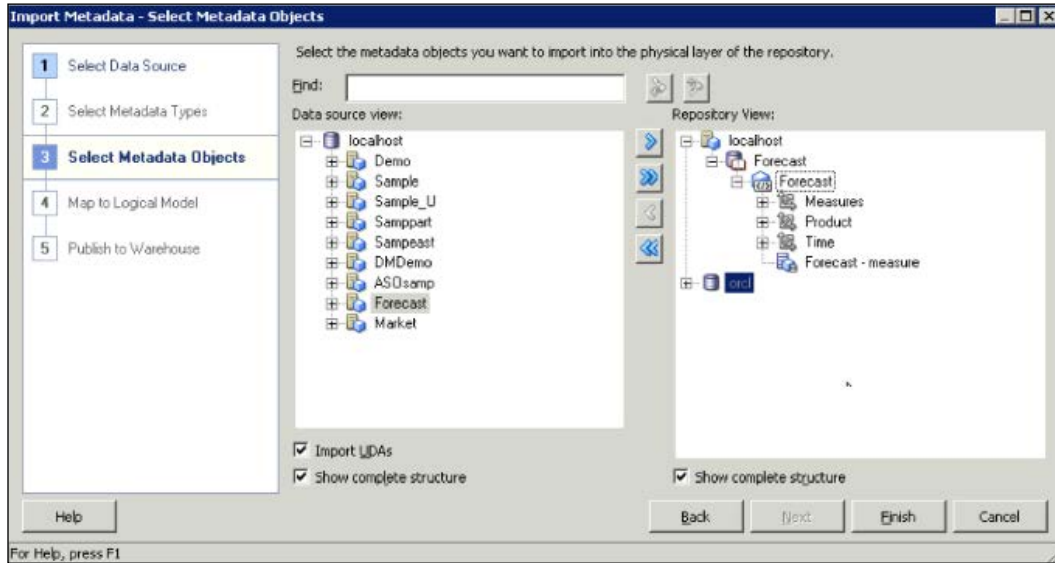 Import Metadata - Select Metadata Objects
1 Select Data Source
2 Select Metadata Types
3 Select Metadata Objects
4 Map to Logical Model
5 Publish to Warehouse
Select the metadata objects you want to import into the physical layer of the repository.
Find:
Data source view:
localhost
Demo
Sample
Sample_U
Samppart
Sampeast
DMDemo
ASOsamp
Forecast
Market
Import UDAs
Show complete structure
Repository View:
localhost
Forecast
Forecast
Measures
Product
Time
Forecast - measure
orcl
Show complete structure
Help
Back
Next
Finish
Cancel
For Help, press F1